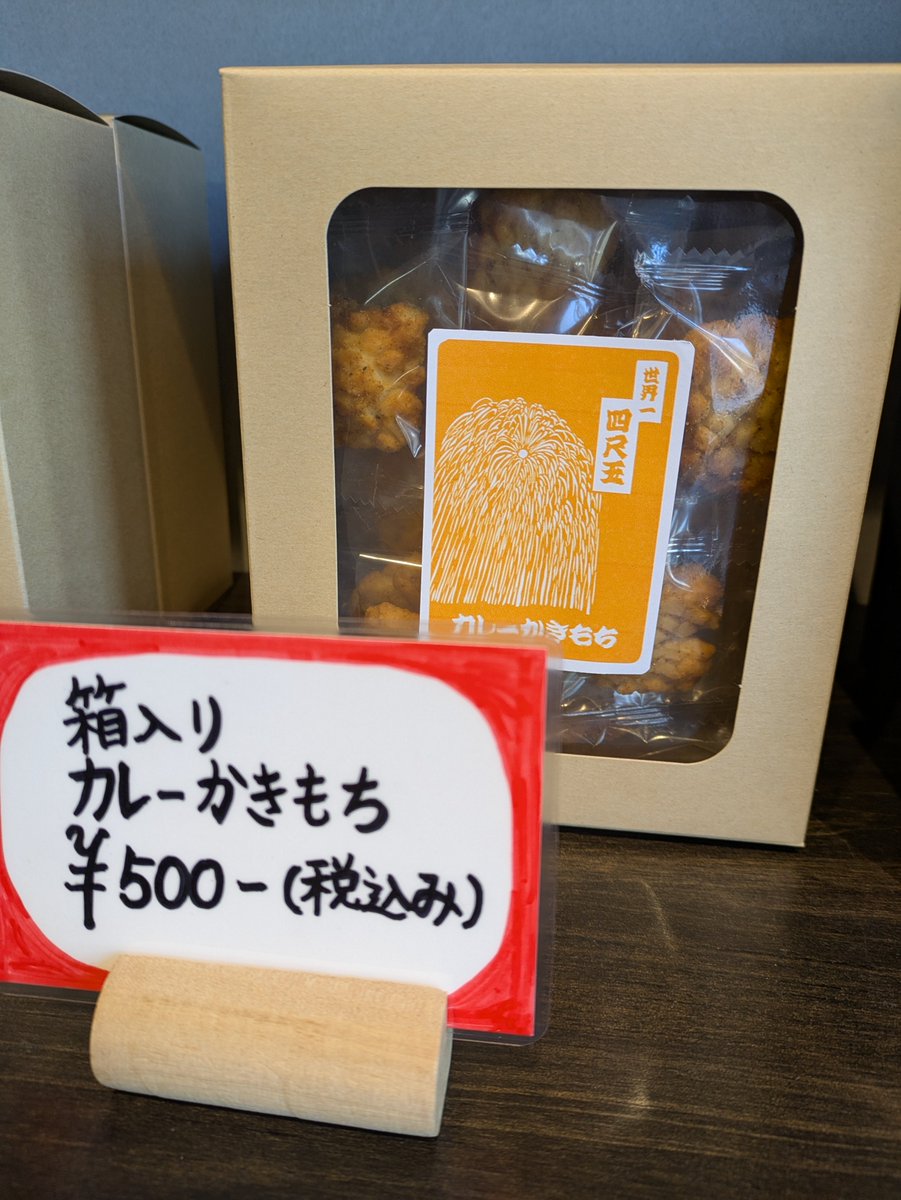 世界一
四尺玉
カレーかきもち
箱入り
カレーかきもち
¥500-(税込み)